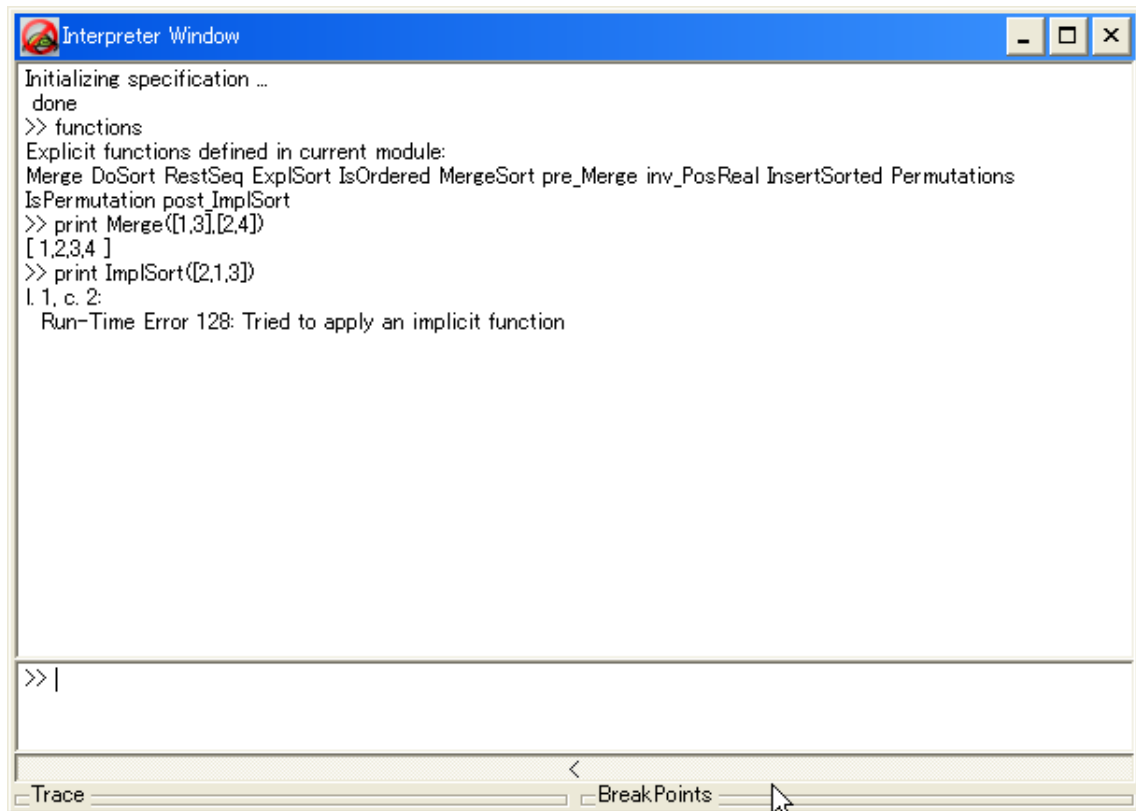 Interpreter Window
Initializing specification ...
done
>> functions
Explicit functions defined in current module:
Merge DoSort RestSeq ExplSort IsOrdered MergeSort pre_Merge inv_PosReal InsertSorted Permutations
IsPermutation post_ImplSort
>> print Merge([1,3],[2,4])
[ 1,2,3,4 ]
>> print ImplSort([2,1,3])
l. 1, c. 2:
Run-Time Error 128: Tried to apply an implicit function
>>
<
Trace BreakPoints